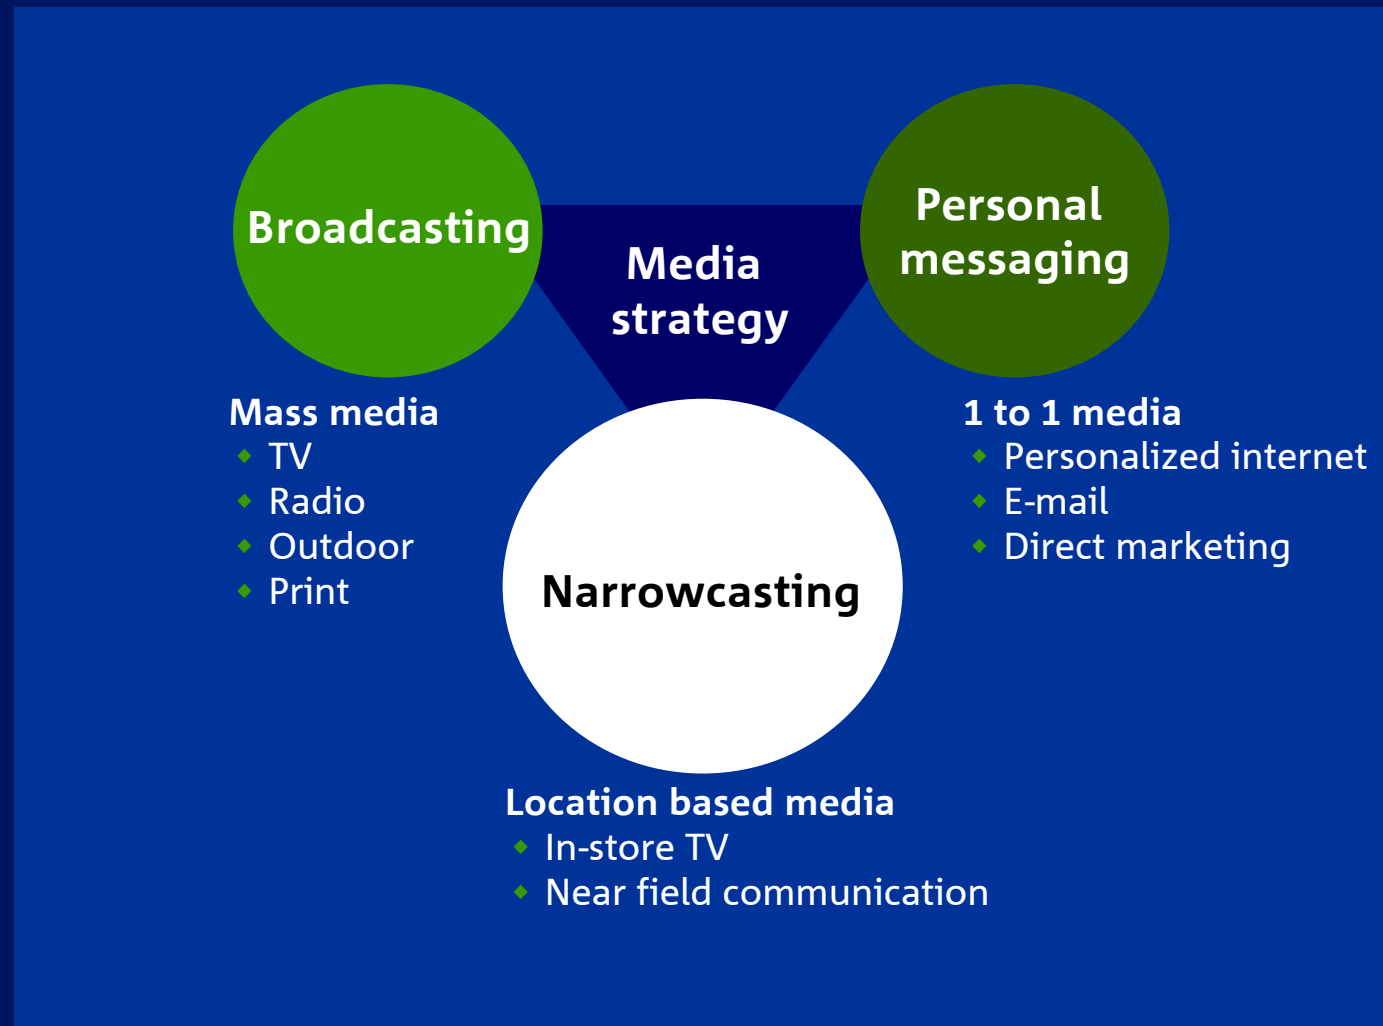 Broadcasting
Media
strategy
Personal
messaging
Mass media
TV
Radio
Outdoor
Print
1 to 1 media
Personalized internet
E-mail
Direct marketing
Narrowcasting
Location based media
In-store TV
Near field communication